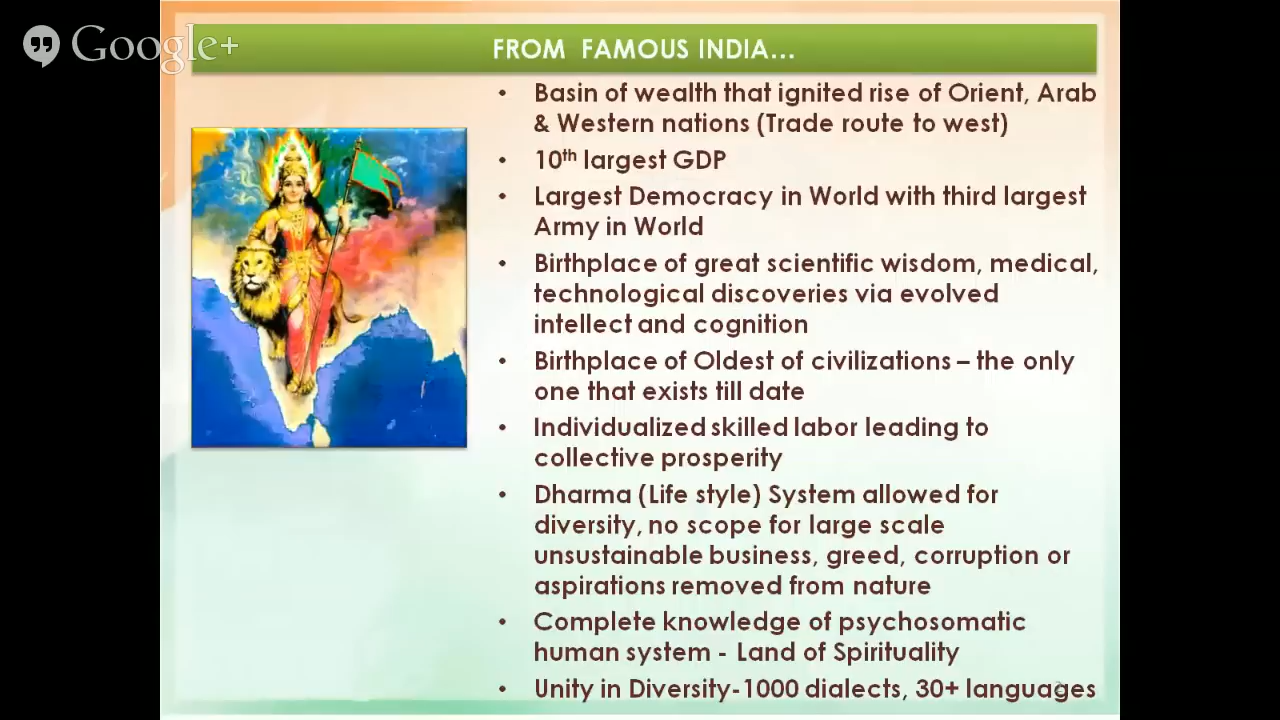 Google+
FROM FAMOUS INDIA...
• Basin of wealth that ignited rise of Orient, Arab
& Western nations (Trade route to west)
• 10th largest GDP
• Largest Democracy in World with third largest
Army in World
• Birthplace of great scientific wisdom, medical,
technological discoveries via evolved
intellect and cognition
• Birthplace of Oldest of civilizations – the only
one that exists till date
• Individualized skilled labor leading to
collective prosperity
• Dharma (Life style) System allowed for
diversity, no scope for large scale
unsustainable business, greed, corruption or
aspirations removed from nature
• Complete knowledge of psychosomatic
human system - Land of Spirituality
• Unity in Diversity-1000 dialects, 30+ languages